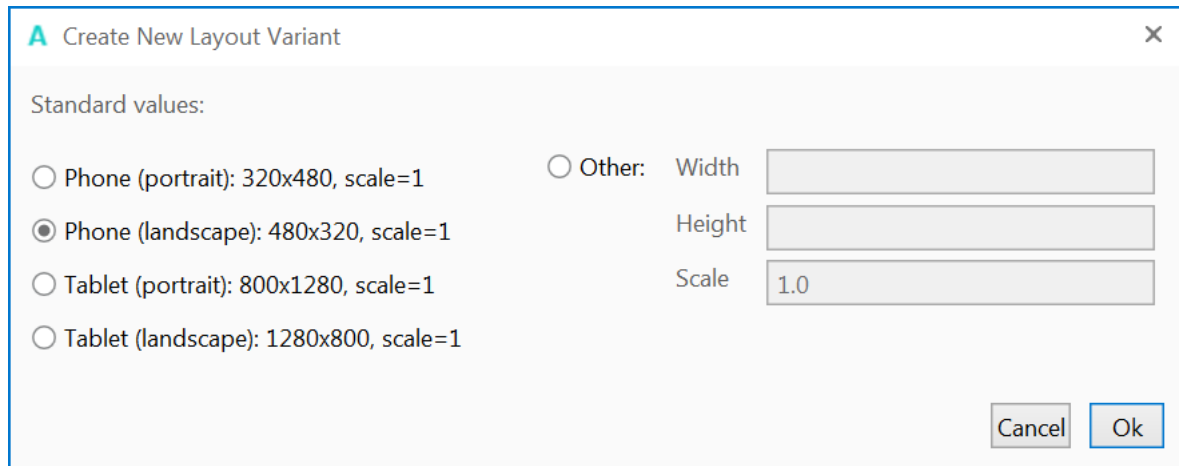 A Create New Layout Variant
Standard values:
Phone (portrait): 320x480, scale=1
Phone (landscape): 480x320, scale=1
Tablet (portrait): 800x1280, scale=1
Tablet (landscape): 1280x800, scale=1
Other:
Width
Height
Scale
1.0
Cancel
Ok